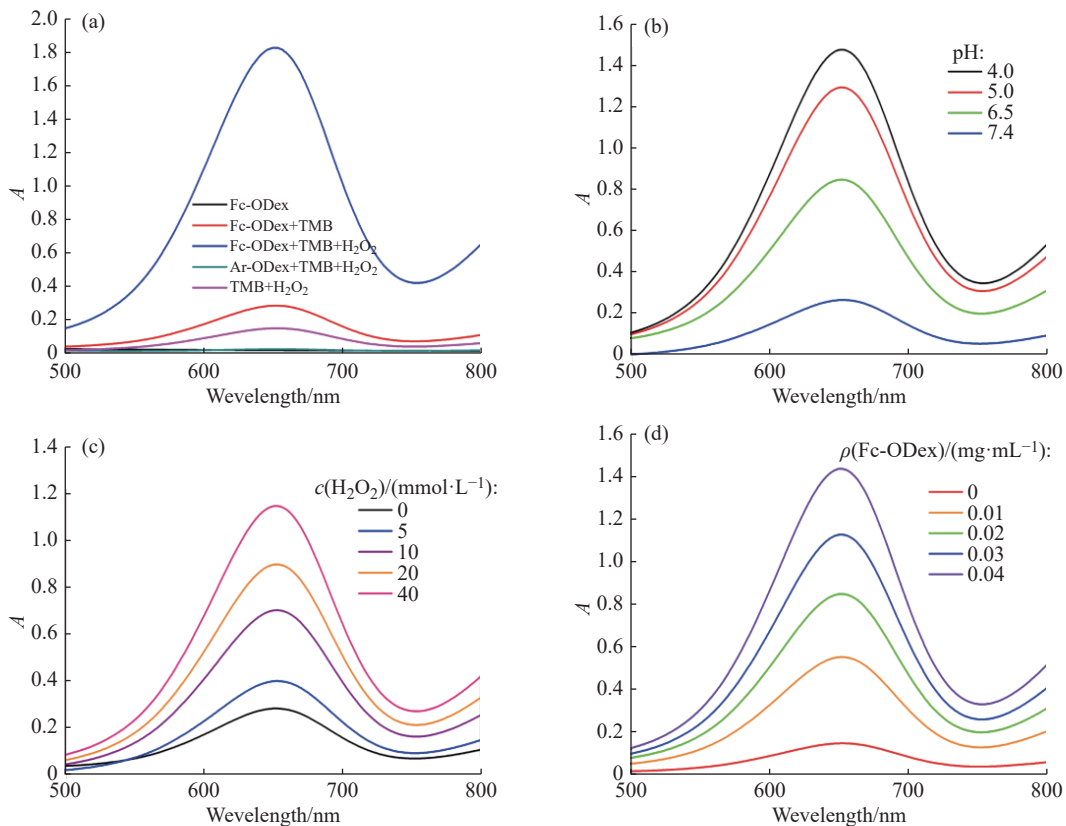 (a)
2.0
1.8
1.6
1.4
1.2
1.0
0.8
0.6
0.4
0.2
0
A
Fc-ODex
Fc-ODex+TMB
Fc-ODex+TMB+H₂O₂
Ar-ODex+TMB+H₂O₂
TMB+H₂O₂
500 600 700 800
Wevelength/nm
(b)
1.6
1.4
1.2
1.0
0.8
0.6
0.4
0.2
0
A
pH:
4.0
5.0
6.5
7.4
500 600 700 800
Wevelength/nm
(c)
1.4
1.2
1.0
0.8
0.6
0.4
0.2
0
A
c(H₂O₂)/(mmol·L⁻¹):
0
5
10
20
40
500 600 700 800
Wevelength/nm
(d)
1.6
1.4
1.2
1.0
0.8
0.6
0.4
0.2
0
A
ρ(Fc-ODex)/(mg·mL⁻¹):
0
0.01
0.02
0.03
0.04
500 600 700 800
Wevelength/nm